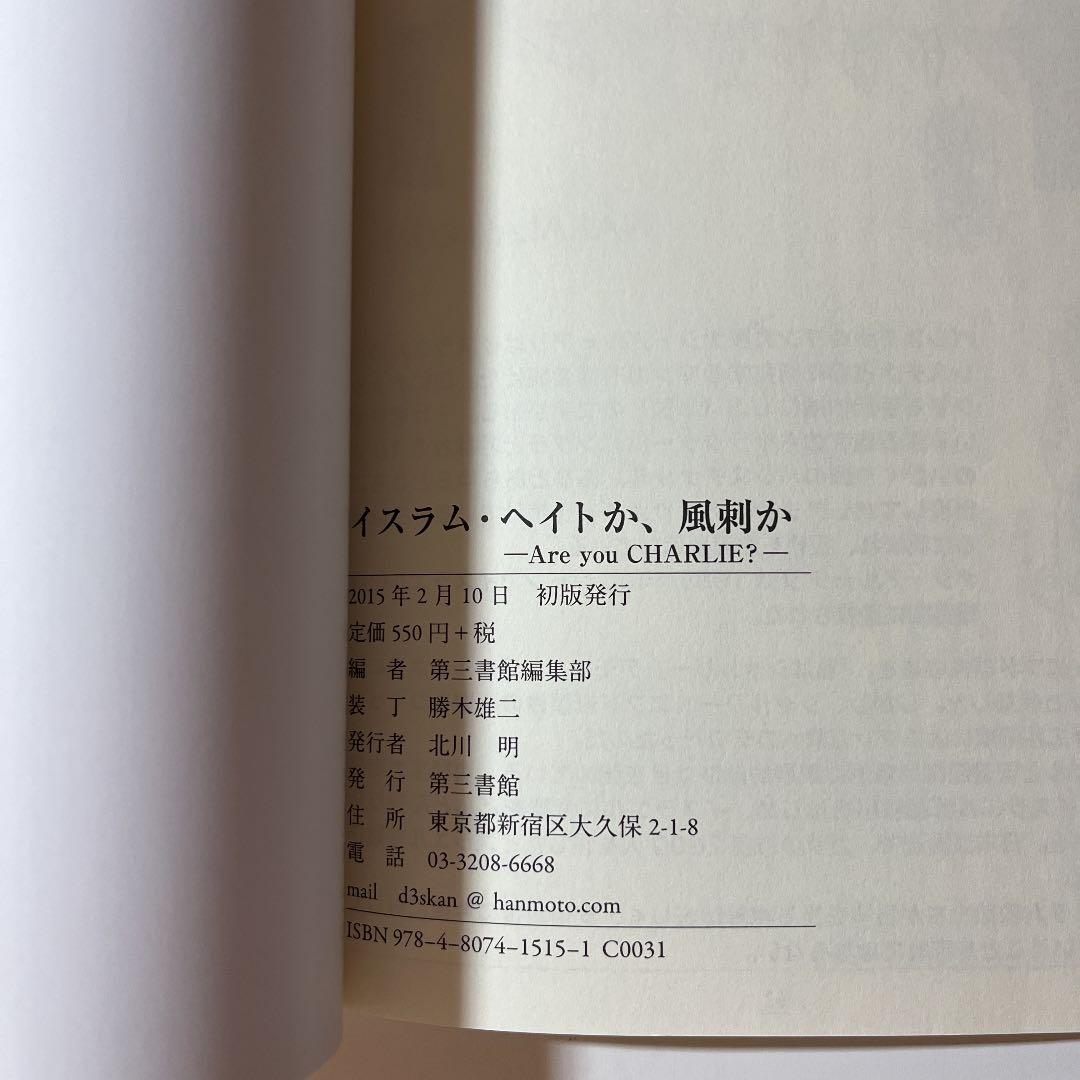 イスラム・ヘイトか、風刺か
―Are you CHARLIE?―
2015年2月10日 初版発行
定価 550円+税
編 者 第三書館編集部
装 丁 勝木雄二
発行者 北川 明
発 行 第三書館
住 所 東京都新宿区大久保 2-1-8
電 話 03-3208-6668
mail d3skan @ hanmoto.com
ISBN 978–4–8074–1515–1 C0031